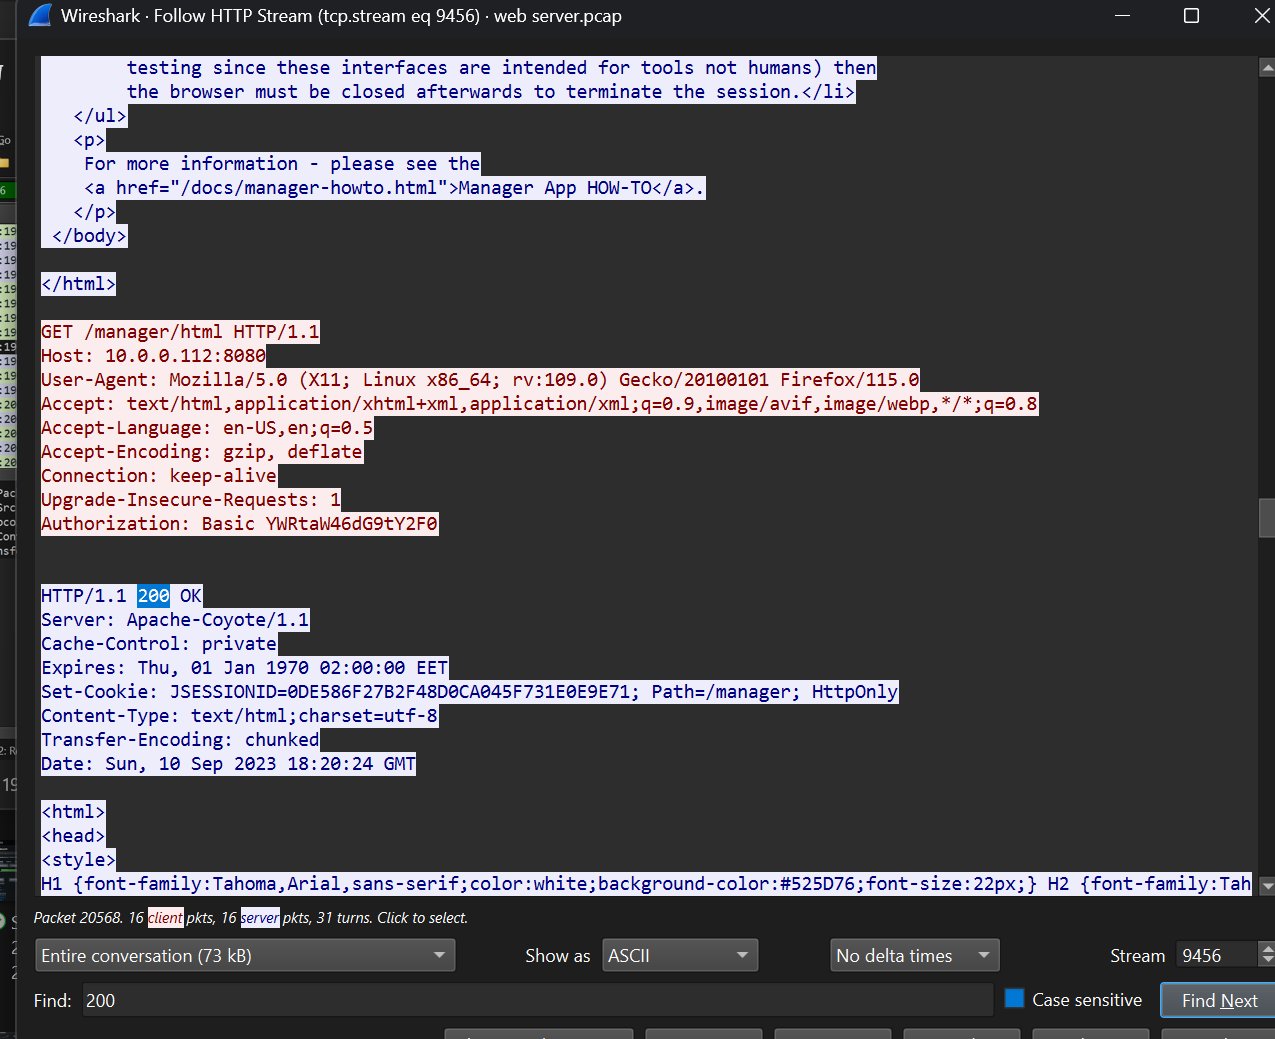 Wireshark · Follow HTTP Stream (tcp.stream eq 9456) · web server.pcap
testing since these interfaces are intended for tools not humans) then
the browser must be closed afterwards to terminate the session.</li>
</ul>
<p>
For more information - please see the
<a href="/docs/manager-howto.html">Manager App HOW-TO</a>.
</p>
</body>
</html>
GET /manager/html HTTP/1.1
Host: 10.0.0.112:8080
User-Agent: Mozilla/5.0 (X11; Linux x86_64; rv:109.0) Gecko/20100101 Firefox/115.0
Accept: text/html,application/xhtml+xml,application/xml;q=0.9,image/avif,image/webp,*/*;q=0.8
Accept-Language: en-US,en;q=0.5
Accept-Encoding: gzip, deflate
Connection: keep-alive
Upgrade-Insecure-Requests: 1
Authorization: Basic YWRtaW46dG9tY2F0
HTTP/1.1 200 OK
Server: Apache-Coyote/1.1
Cache-Control: private
Expires: Thu, 01 Jan 1970 02:00:00 EET
Set-Cookie: JSESSIONID=0DE586F27B2F48D0CA045F731E0E9E71; Path=/manager; HttpOnly
Content-Type: text/html;charset=utf-8
Transfer-Encoding: chunked
Date: Sun, 10 Sep 2023 18:20:24 GMT
<html>
<head>
<style>
H1 {font-family:Tahoma,Arial,sans-serif;color:white;background-color:#525D76;font-size:22px;} H2 {font-family:Tah
Packet 20568. 16 client pkts, 16 server pkts, 31 turns. Click to select.
Entire conversation (73 kB) Show as ASCII No delta times Stream 9456
Find: 200 Case sensitive Find Next